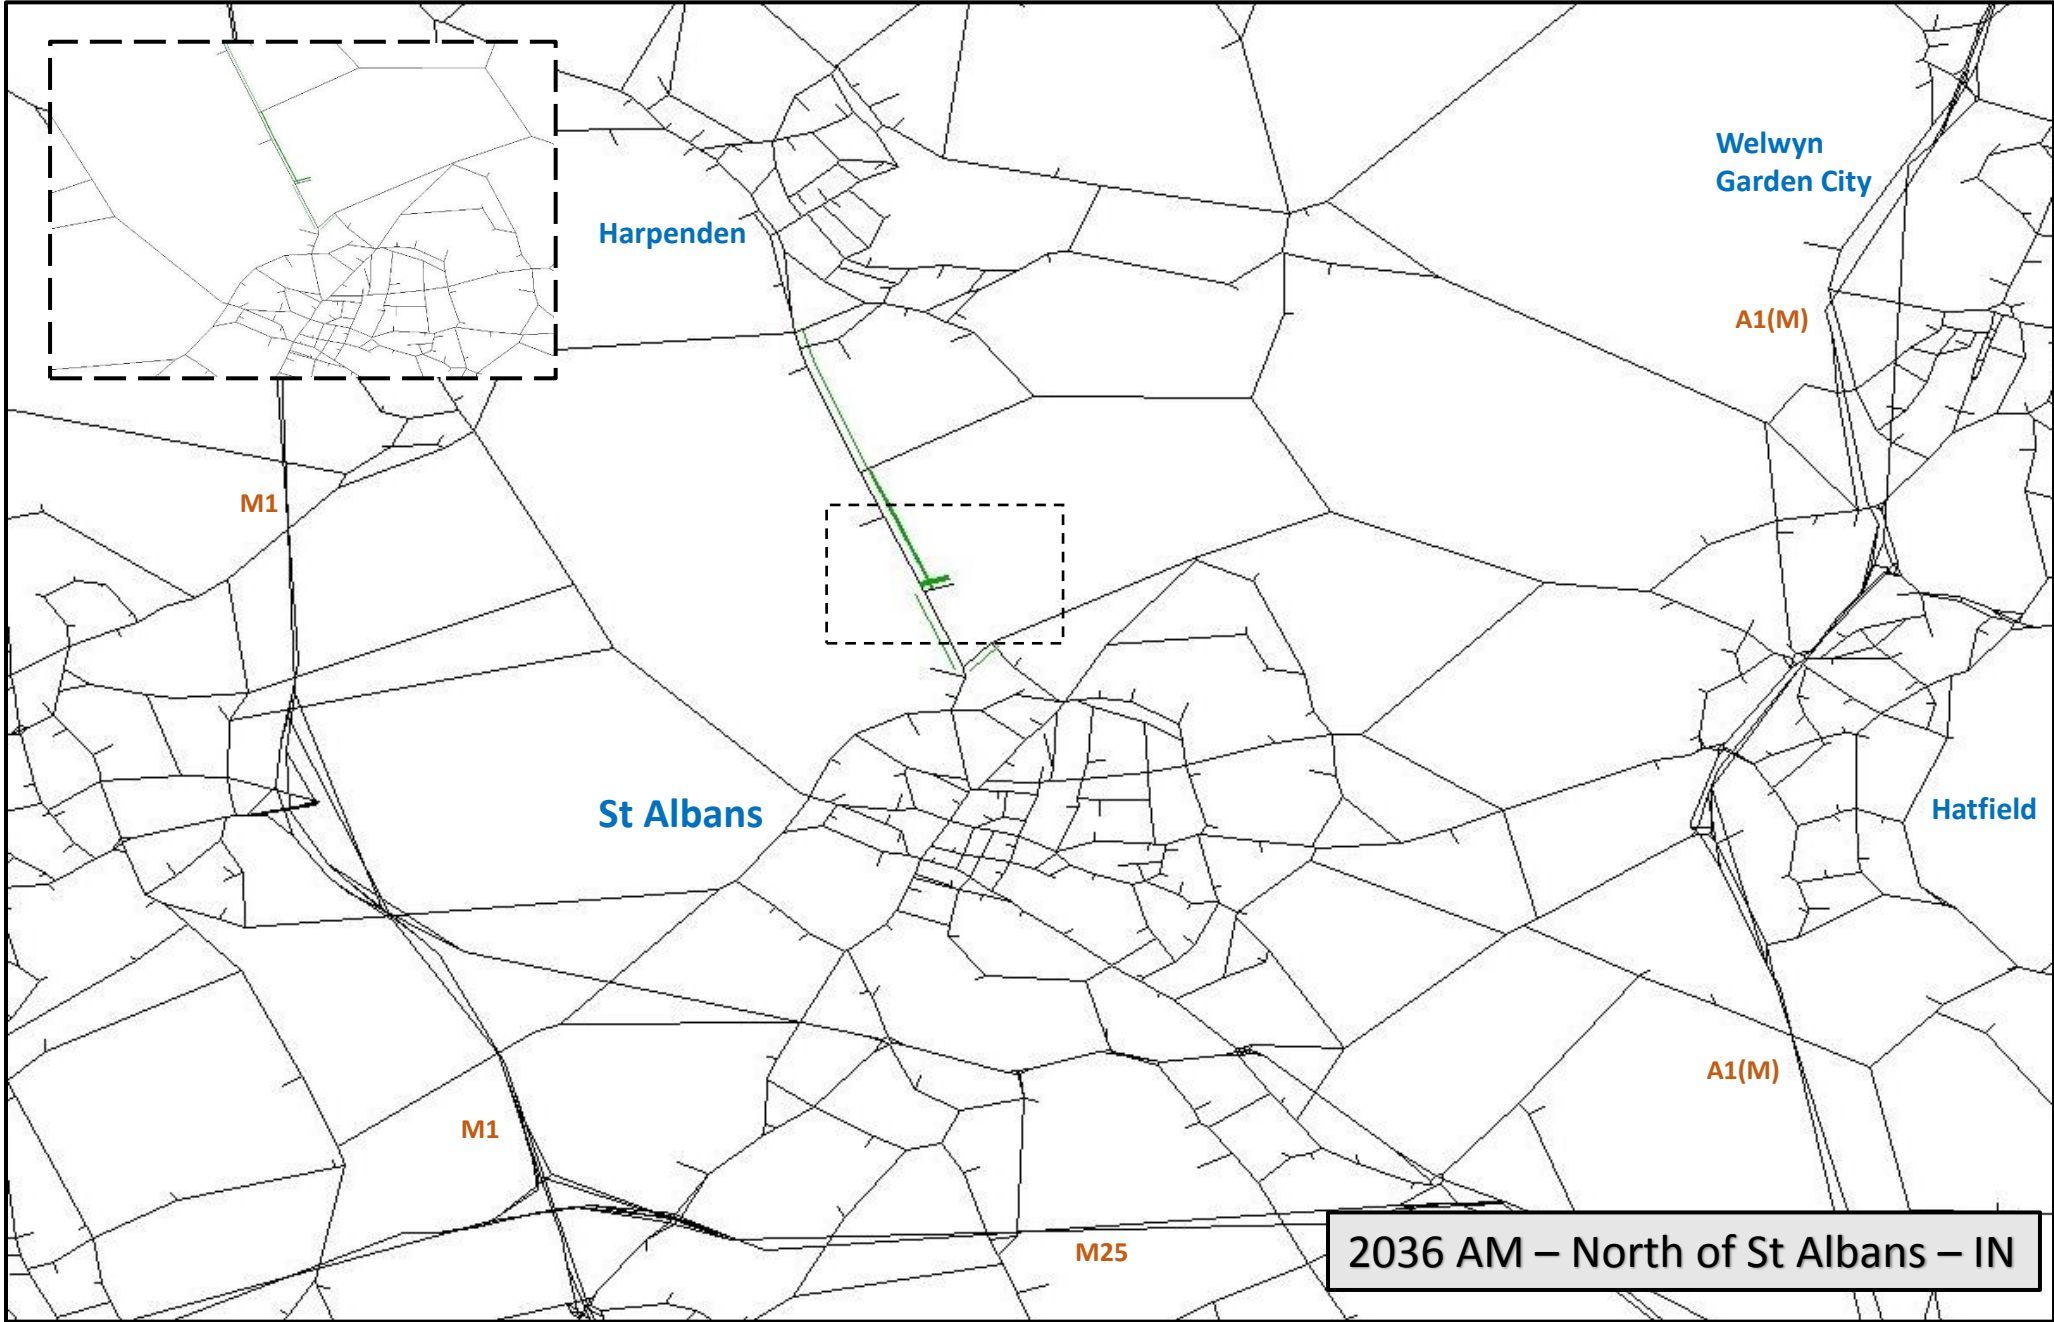 Welwyn
Garden City
Harpenden
A1(M)
M1
St Albans
Hatfield
A1(M)
M1
M25
2036 AM – North of St Albans – IN